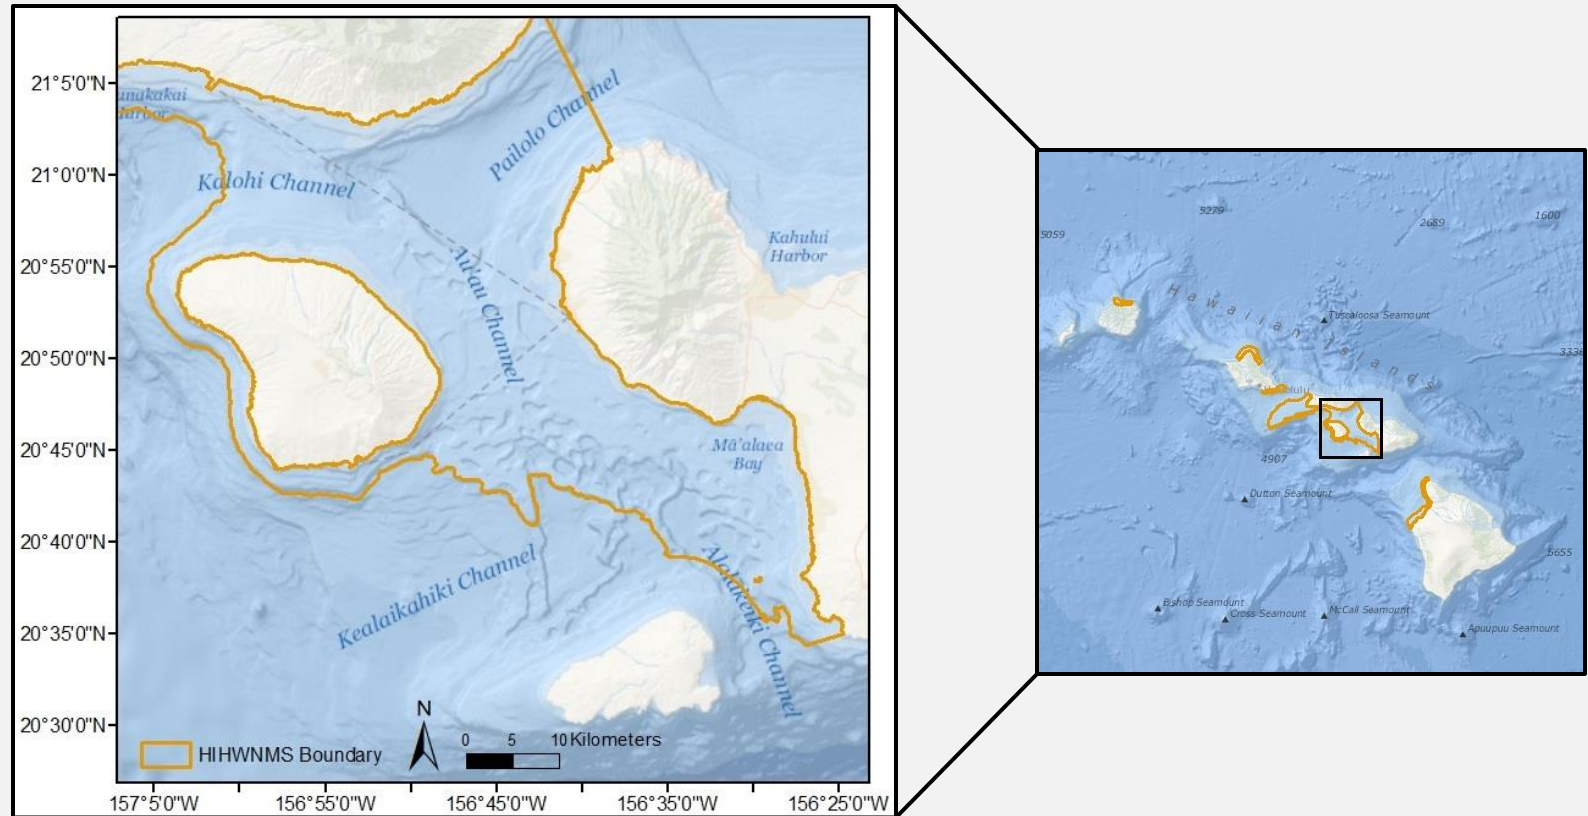 21°5'0"N
21°0'0"N
20°55'0"N
20°50'0"N
20°45'0"N
20°40'0"N
20°35'0"N
20°30'0"N
Pailolo Channel
Kalohi Channel
Au'au Channel
Kahului
Harbor
Mā'alaea
Bay
Kealaikahiki Channel
Alalakeiki Channel
HIHWNMS Boundary
N
0 5 10 Kilometers
157°5'0"W
156°55'0"W
156°45'0"W
156°35'0"W
156°25'0"W
5279
2689
1600
5059
Hawaiian Islands
Tuscaloosa Seamount
4907
Dutton Seamount
5655
Bishop Seamount
Cross Seamount
McCall Seamount
Apuupuu Seamount